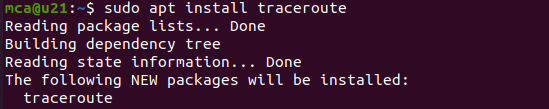 mca@u21:~$ sudo apt install traceroute
Reading package lists... Done
Building dependency tree
Reading state information... Done
The following NEW packages will be installed:
  traceroute